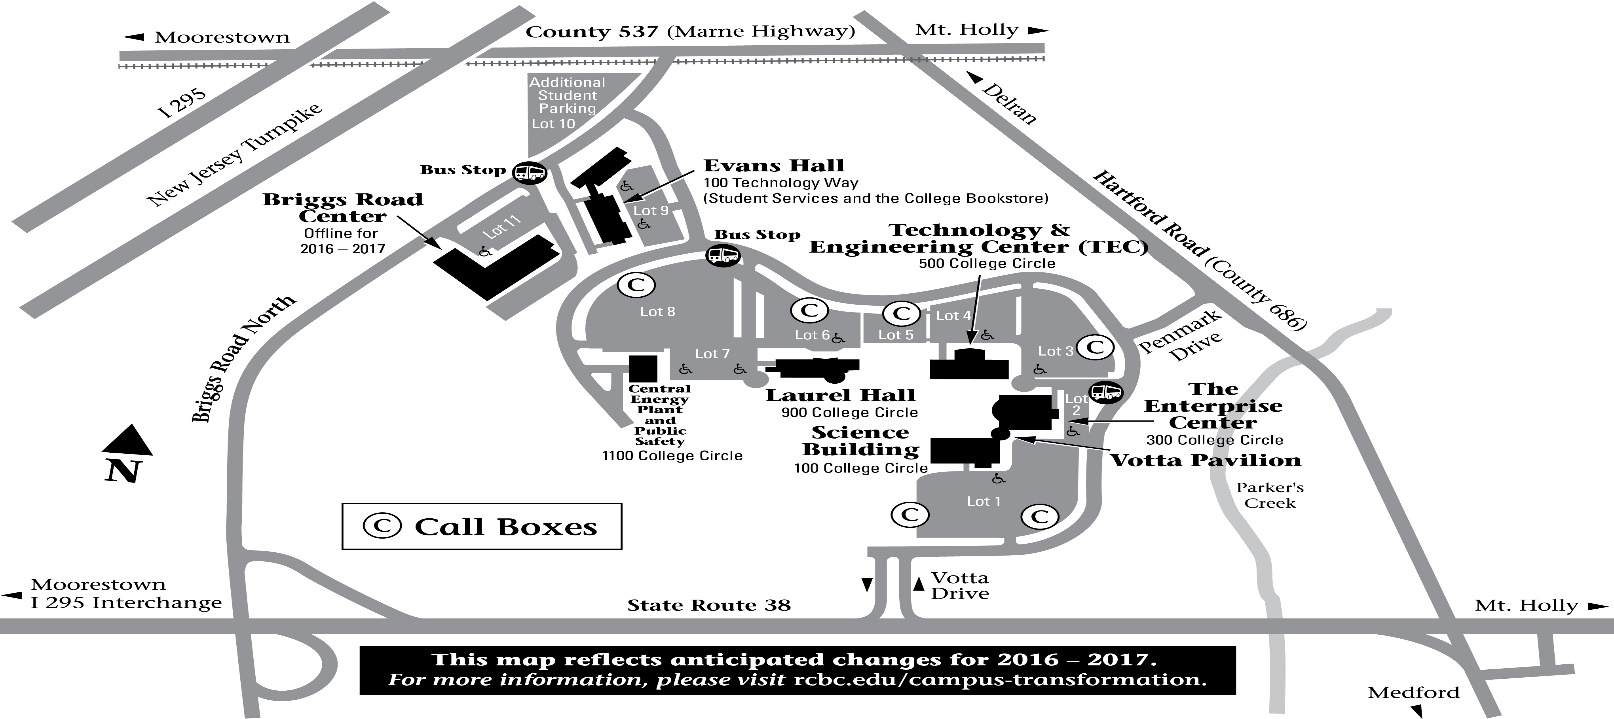 Moorestown
County 537 (Marne Highway)
Mt. Holly
I 295
New Jersey Turnpike
Additional
Student
Parking
Lot 10
Delran
Bus Stop
Evans Hall
100 Technology Way
(Student Services and the College Bookstore)
Lot 9
Briggs Road
Center
Offline for
2016 – 2017
Lot 11
Bus Stop
Hartford Road (County 686)
Technology &
Engineering Center (TEC)
500 College Circle
C
Lot 8
C
Lot 6
C
Lot 5
Lot 4
Lot 3
C
Penmark
Drive
Briggs Road North
Lot 7
Central
Energy
Plant
and
Public
Safety
1100 College Circle
Laurel Hall
900 College Circle
Science
Building
100 College Circle
Lot
2
The
Enterprise
Center
300 College Circle
Votta Pavilion
Parker's
Creek
N
Lot 1
C
C
C Call Boxes
Moorestown
I 295 Interchange
Votta
Drive
State Route 38
Mt. Holly
This map reflects anticipated changes for 2016 – 2017.
For more information, please visit rcbc.edu/campus-transformation.
Medford